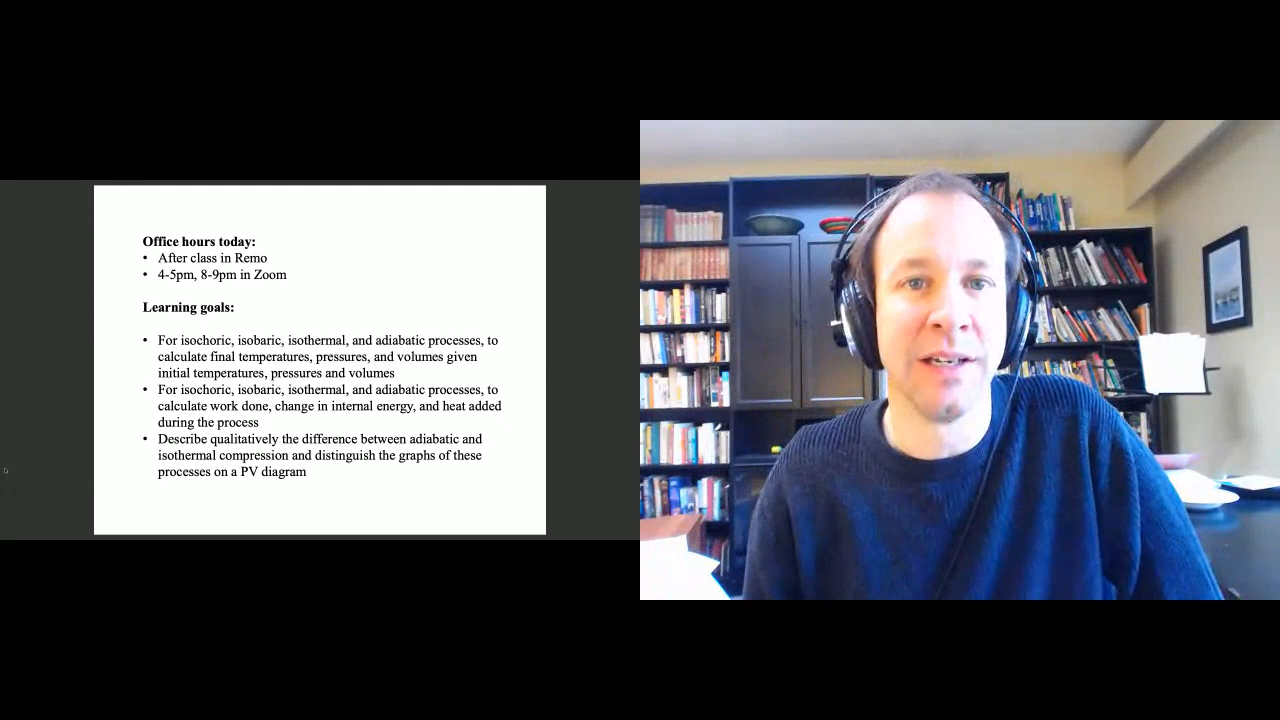 Office hours today:
• After class in Remo
• 4-5pm, 8-9pm in Zoom
Learning goals:
• For isochoric, isobaric, isothermal, and adiabatic processes, to
calculate final temperatures, pressures, and volumes given
initial temperatures, pressures and volumes
• For isochoric, isobaric, isothermal, and adiabatic processes, to
calculate work done, change in internal energy, and heat added
during the process
• Describe qualitatively the difference between adiabatic and
isothermal compression and distinguish the graphs of these
processes on a PV diagram